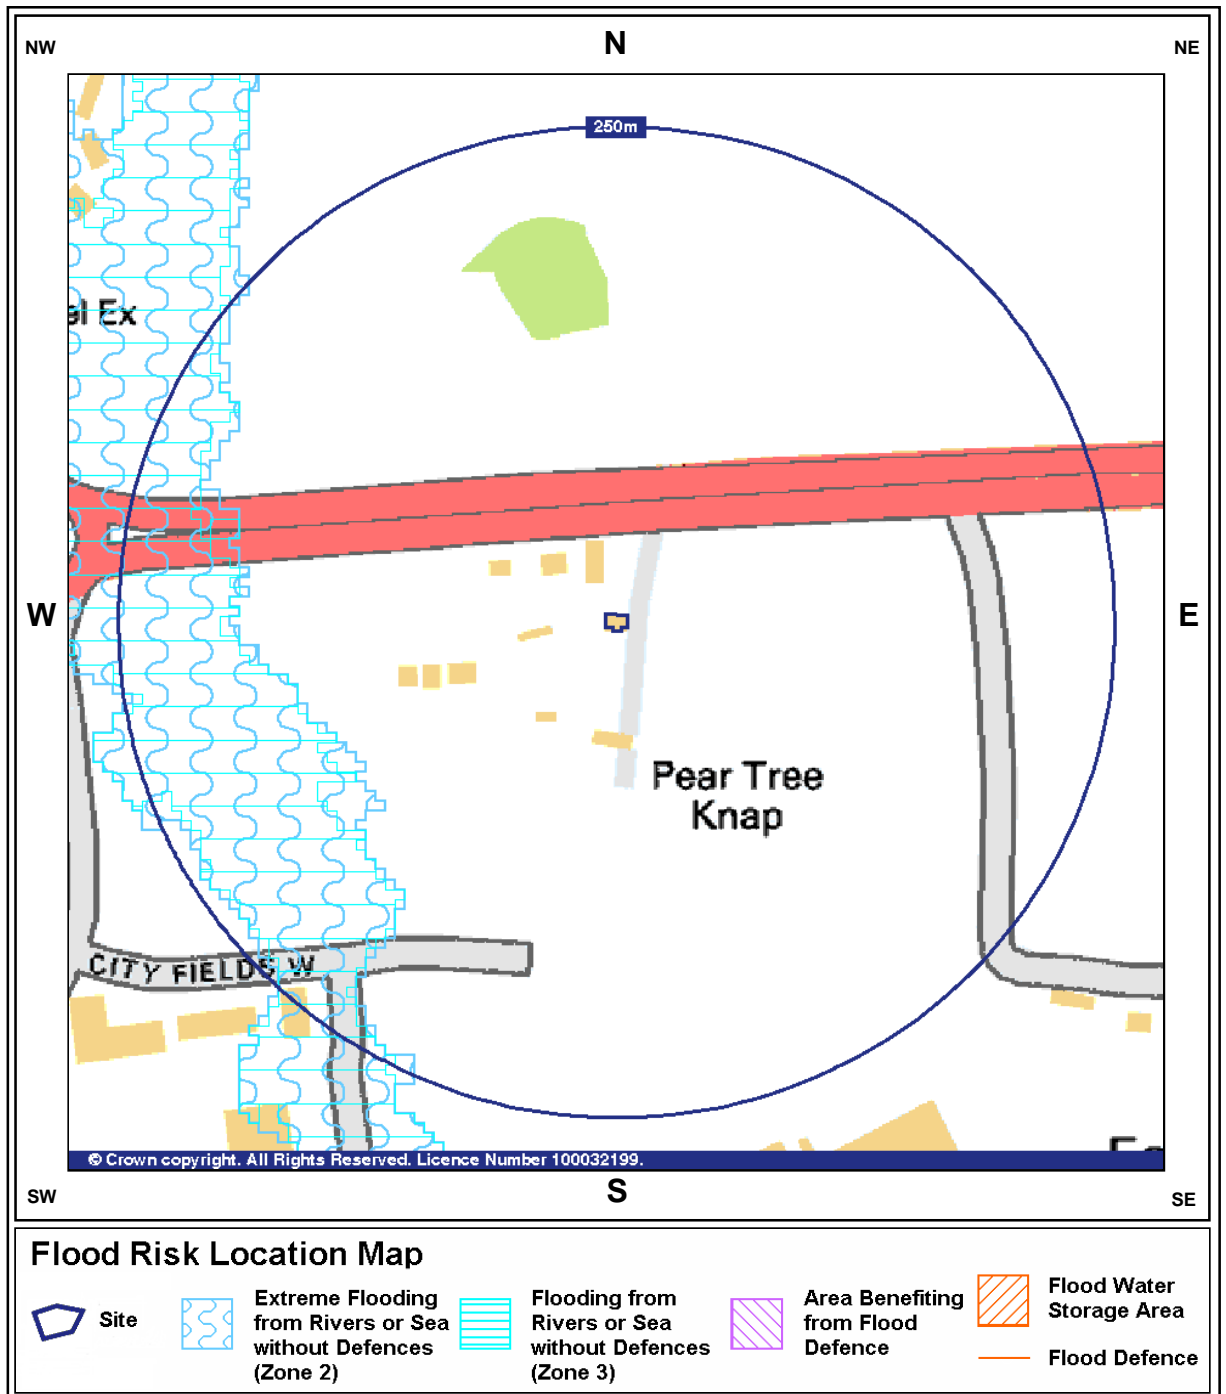 NW N NE
250m
el Ex
W E
Pear Tree
Knap
CITY FIELDS W
© Crown copyright. All Rights Reserved. Licence Number 100032199.
SW S SE
Flood Risk Location Map
Site
Extreme Flooding
from Rivers or Sea
without Defences
(Zone 2)
Flooding from
Rivers or Sea
without Defences
(Zone 3)
Area Benefiting
from Flood
Defence
Flood Water
Storage Area
Flood Defence